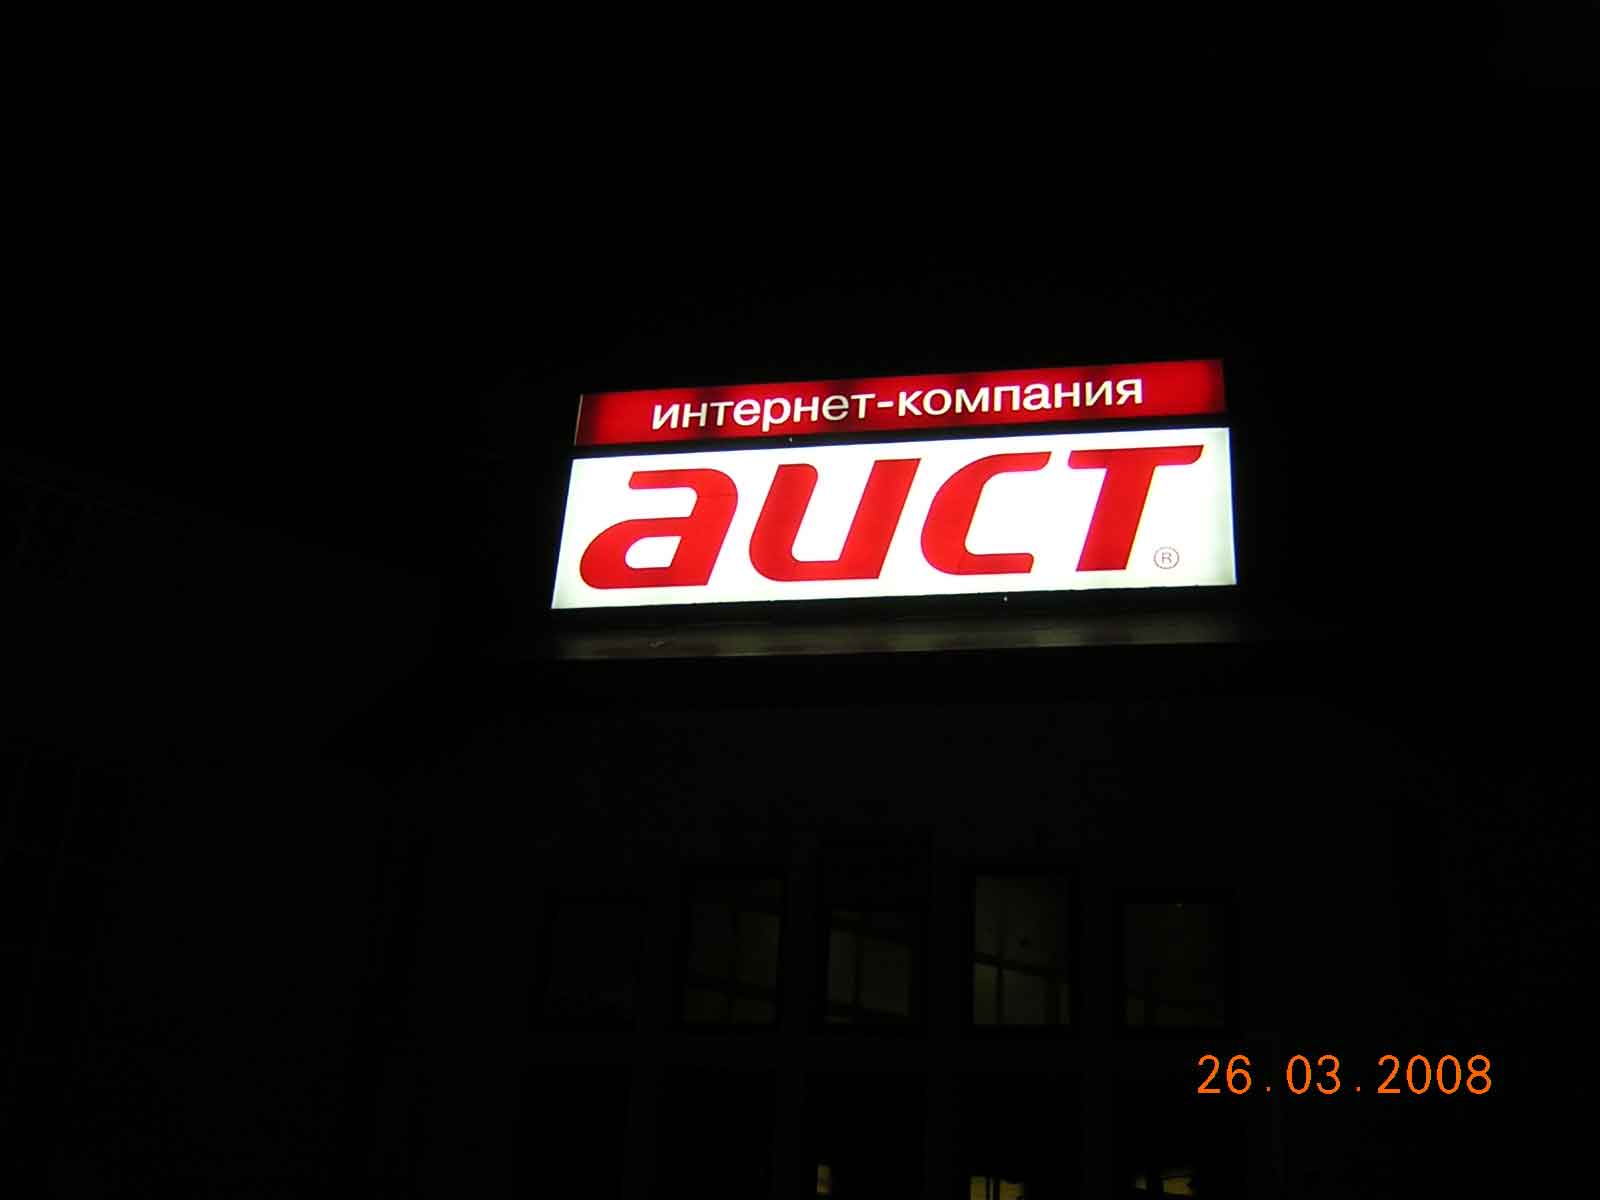 интернет-компания
аист ®
26.03.2008